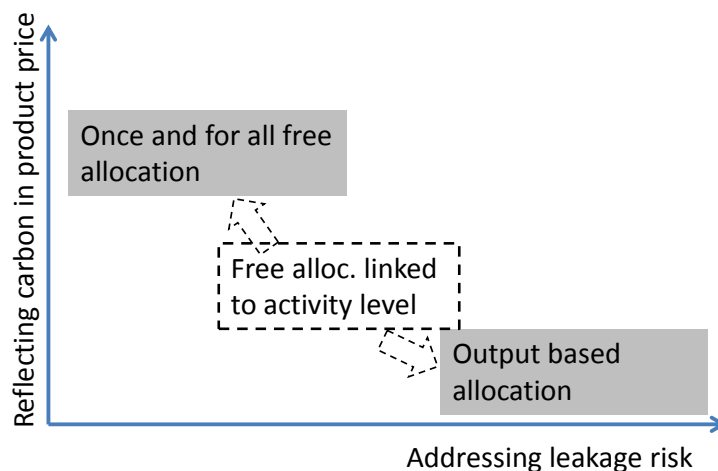 Reflecting carbon in product price
Once and for all free
allocation
Free alloc. linked
to activity level
Output based
allocation
Addressing leakage risk